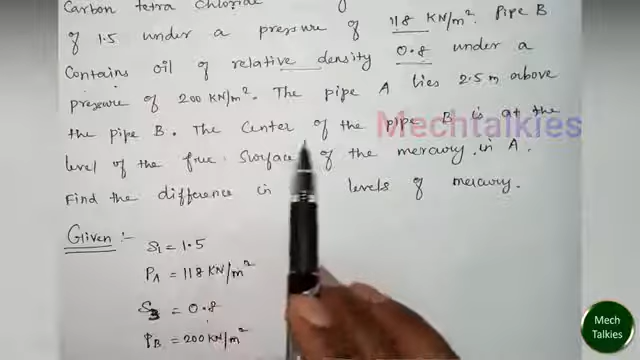 Carbon tetra chloride of
of 1.5 under a pressure of 118 KN/m². Pipe B
Contains oil of relative density 0.8 under a
pressure of 200 KN/m². The pipe A lies 2.5 m above
the pipe B. The Center of the pipe B is at the
level of the free Surface of the mercury in A.
Find the difference in levels of mercury.
Mechtalkies
Given :-
S₁ = 1.5
PA = 118 KN/m²
S3 = 0.8
PB = 200 KN/m²
Mech
Talkies